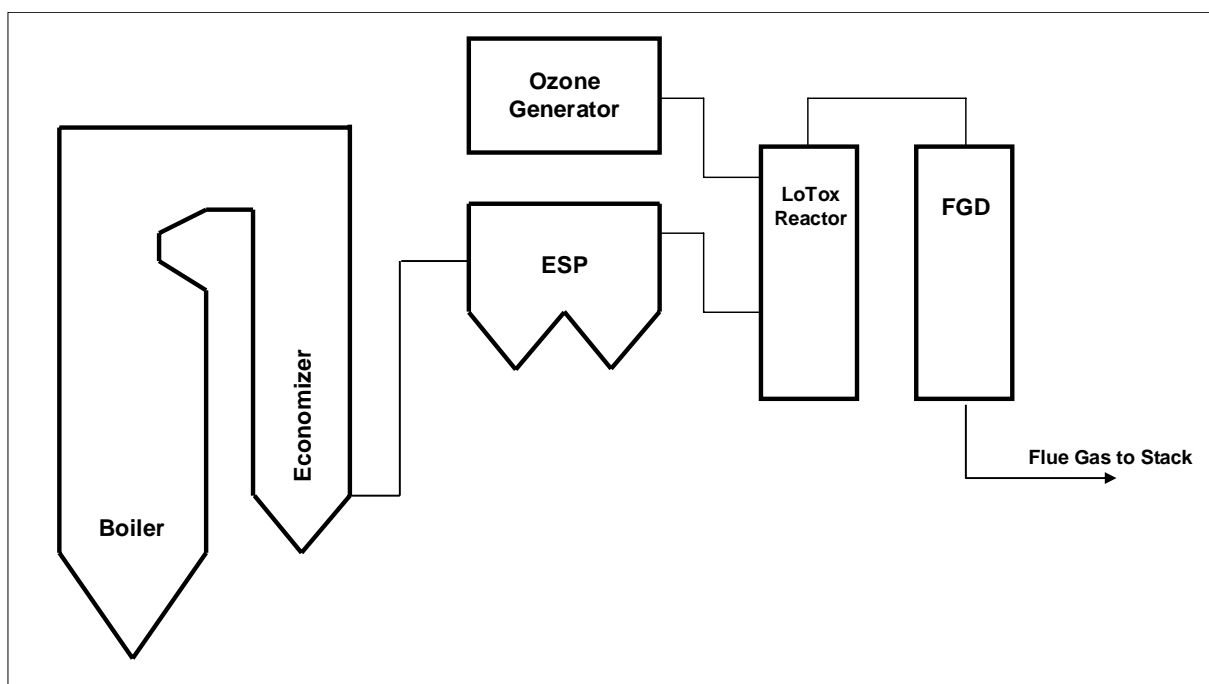 Ozone
Generator
LoTox
Reactor
FGD
ESP
Economizer
Flue Gas to Stack
Boiler